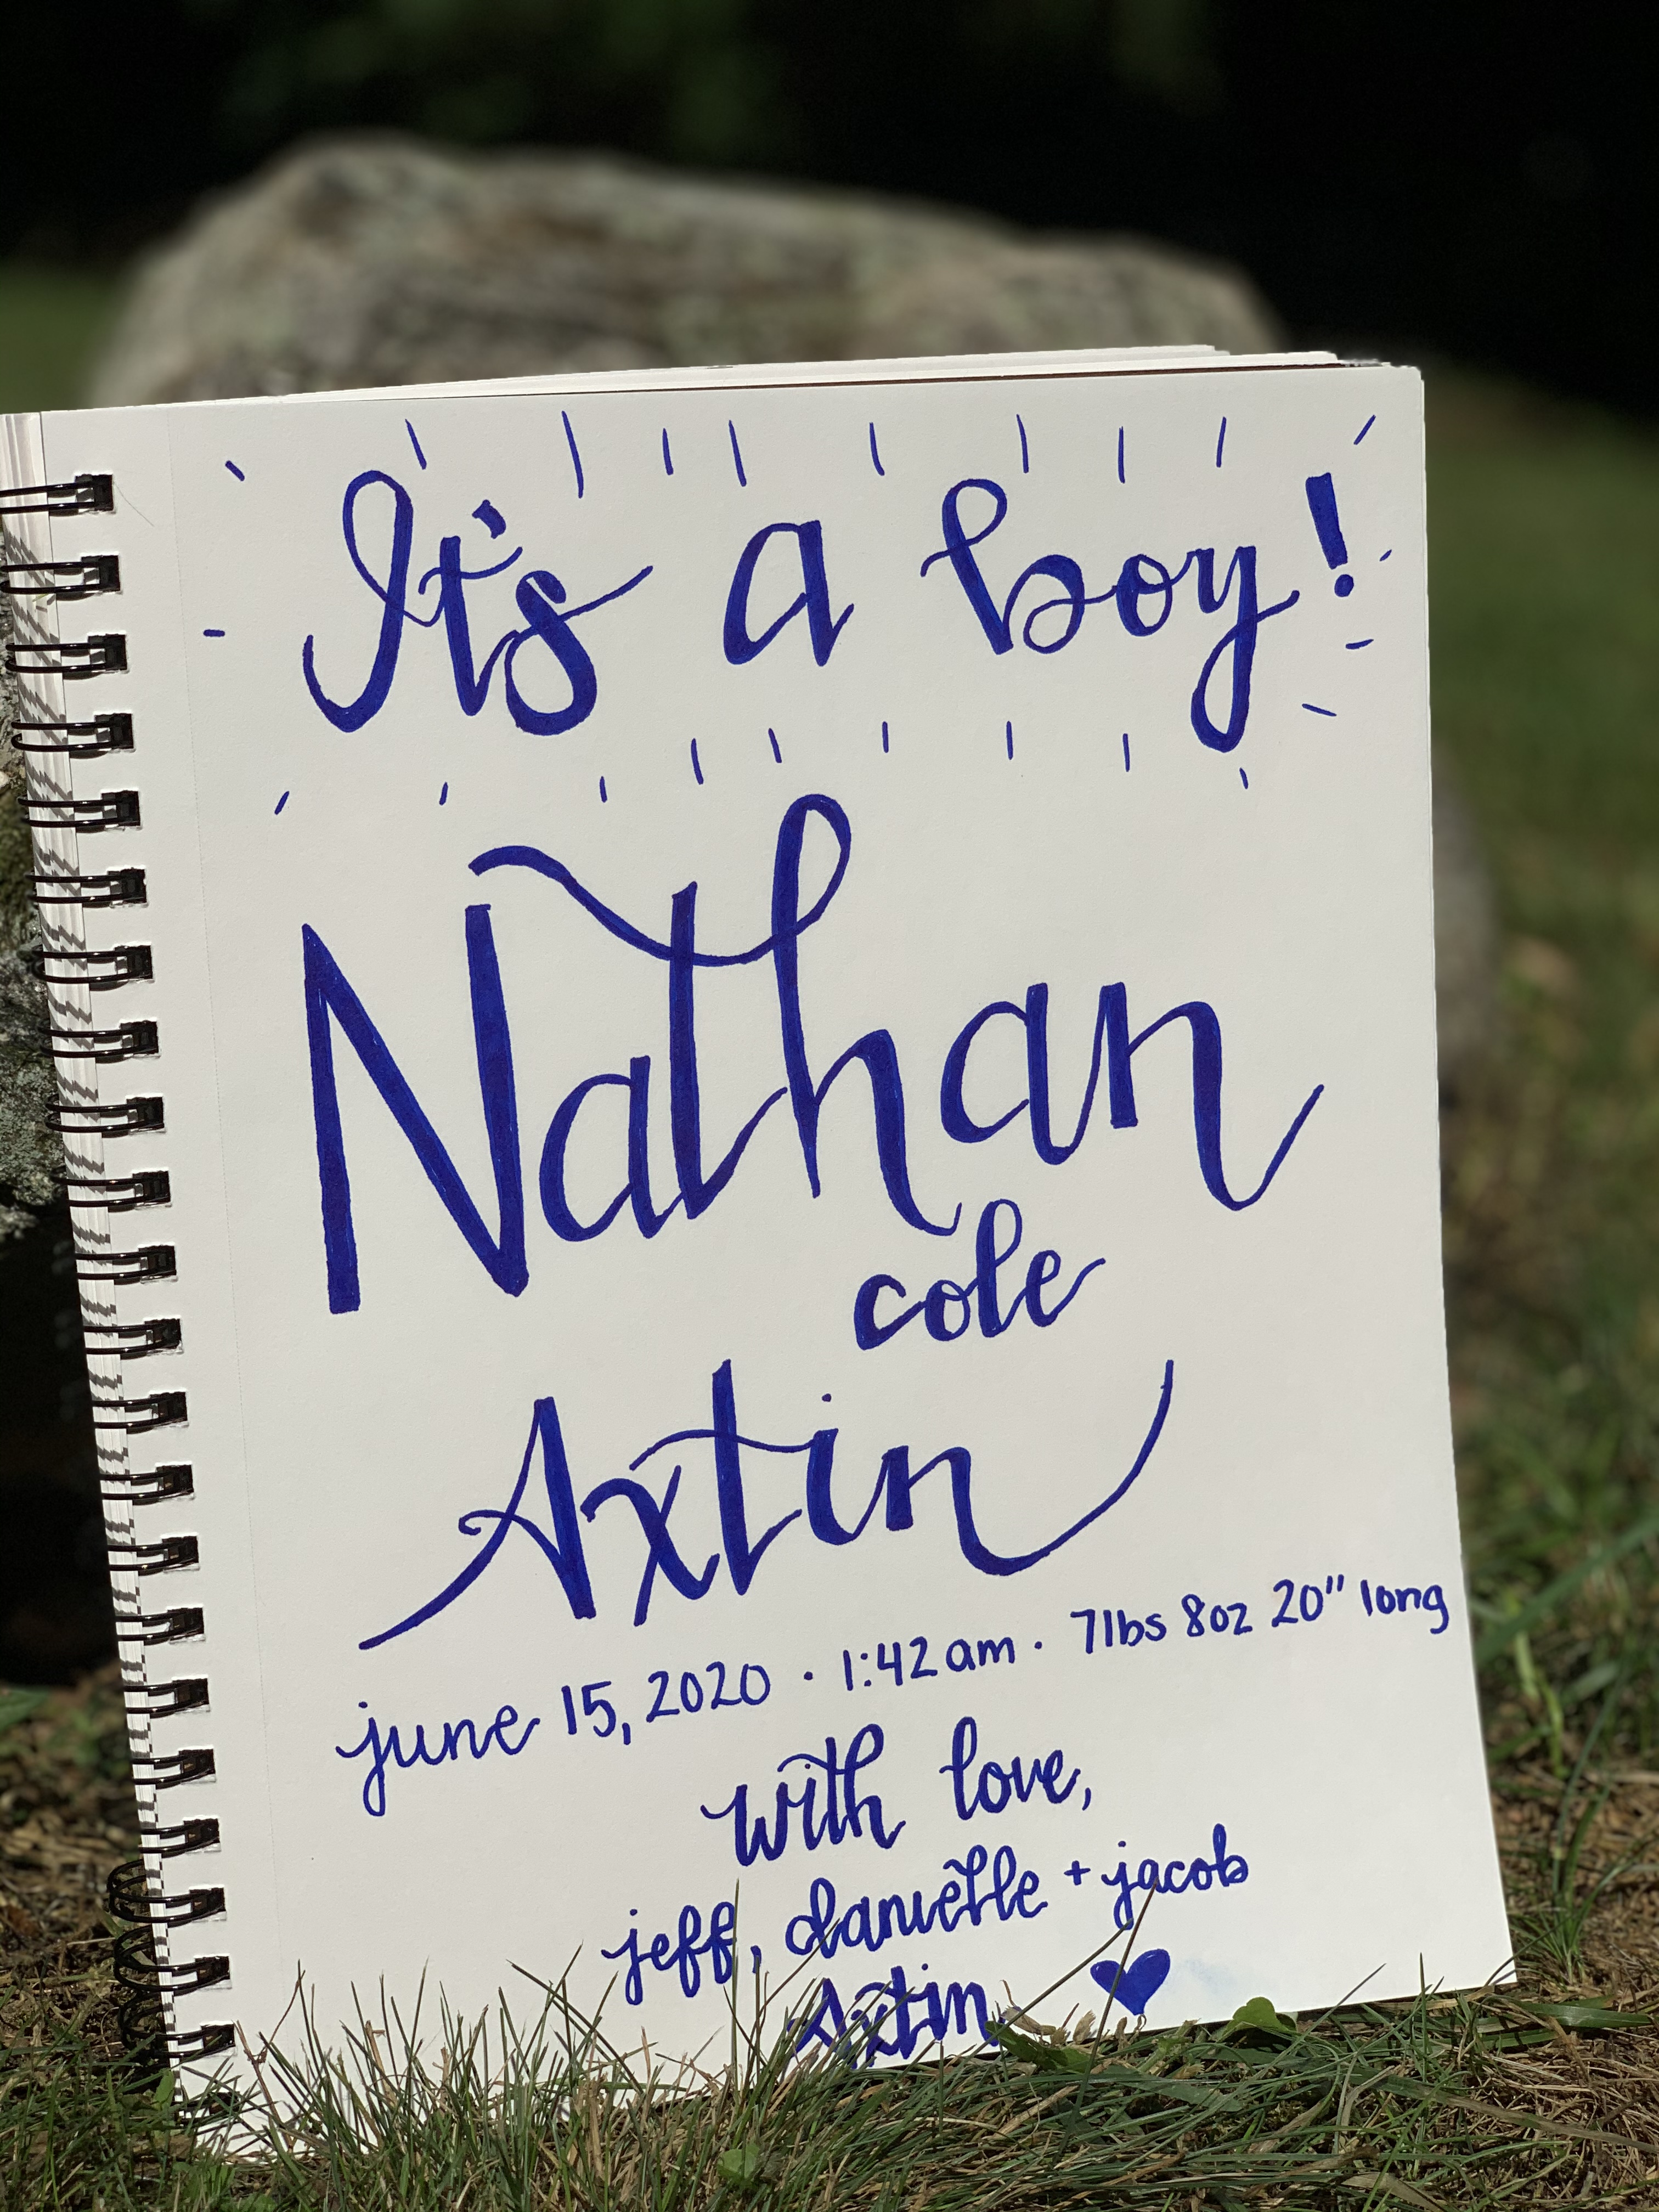 It's a boy!
Nathan
cole
Axtin
june 15, 2020 · 1:42 am · 7lbs 8oz 20" long
with love,
jeff, danielle + jacob
Axtin